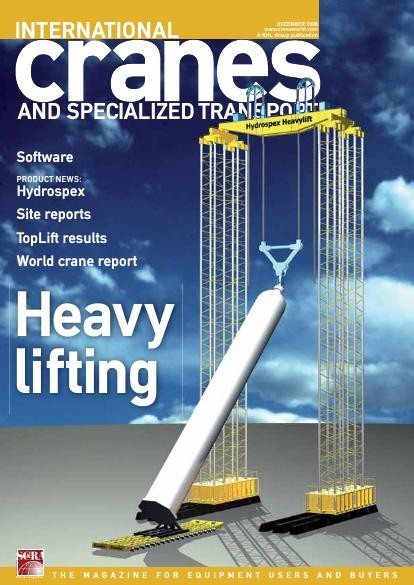 INTERNATIONAL
DECEMBER 2008
www.craneworld.com
A KHL Group publication
cranes
AND SPECIALIZED TRANSPORT
Hydrospex Heavylift
Software
PRODUCT NEWS:
Hydrospex
Site reports
TopLift results
World crane report
Heavy
lifting
SC&RA
THE MAGAZINE FOR EQUIPMENT USERS AND BUYERS